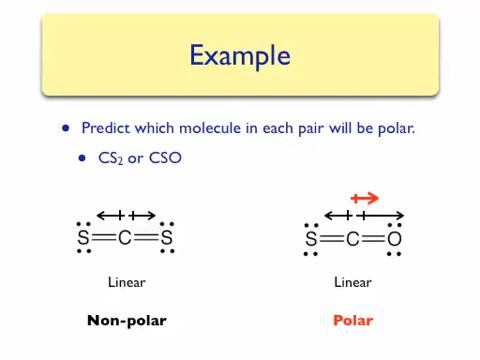 Example
• Predict which molecule in each pair will be polar.
• CS₂ or CSO
S=C=S
S=C=O
Linear
Linear
Non-polar
Polar